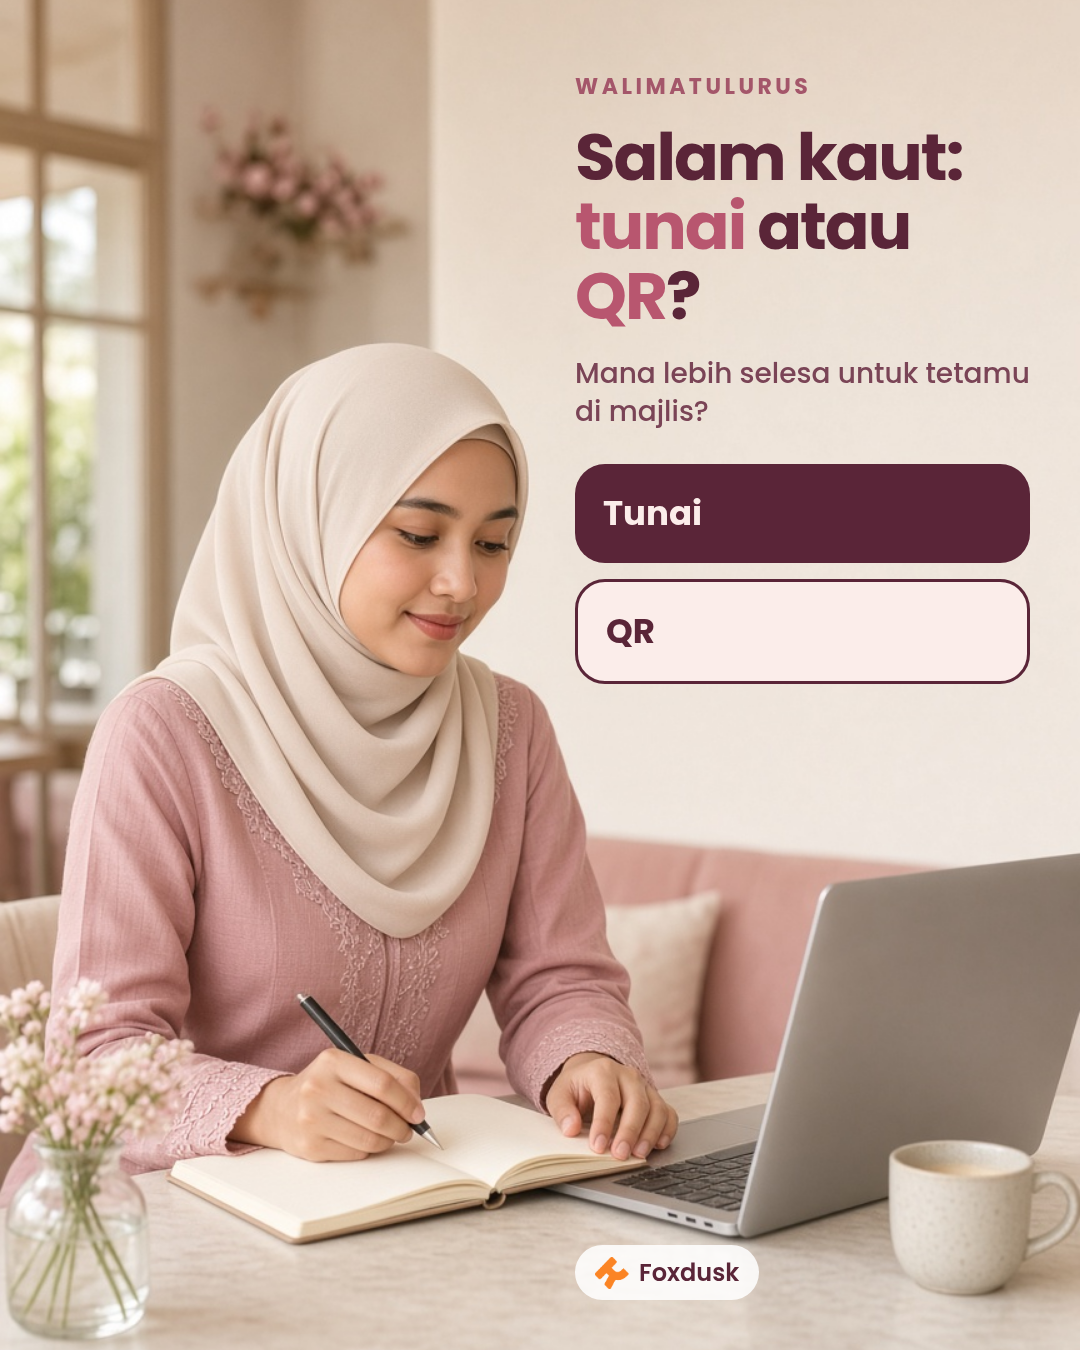 WALIMATULURUS
Salam kaut:
tunai atau
QR?
Mana lebih selesa untuk tetamu
di majlis?
Tunai
QR
Foxdusk